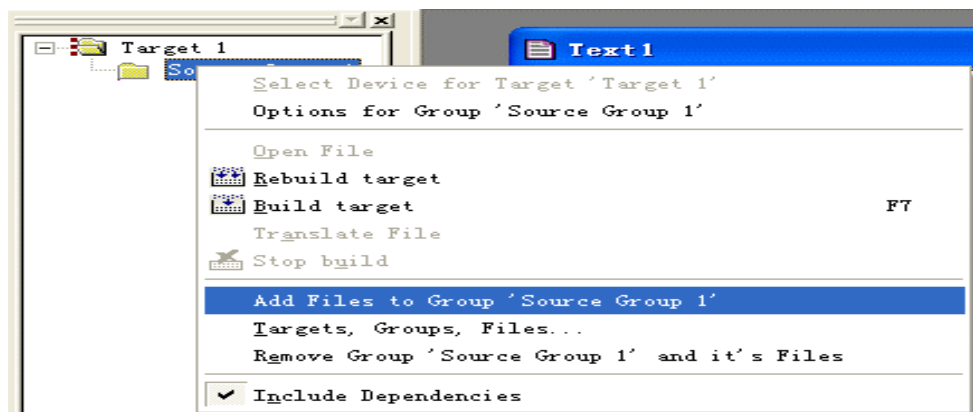 Target 1
Text1
Select Device for Target 'Target 1'
Options for Group 'Source Group 1'
Open File
Rebuild target
Build target F7
Translate File
Stop build
Add Files to Group 'Source Group 1'
Targets, Groups, Files...
Remove Group 'Source Group 1' and it's Files
Include Dependencies